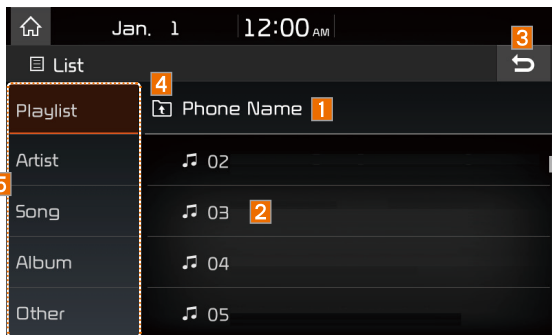 Jan. 1 12:00 AM
3
List
4
Playlist
Phone Name 1
Artist
02
5
Song
03 2
Album
04
Other
05